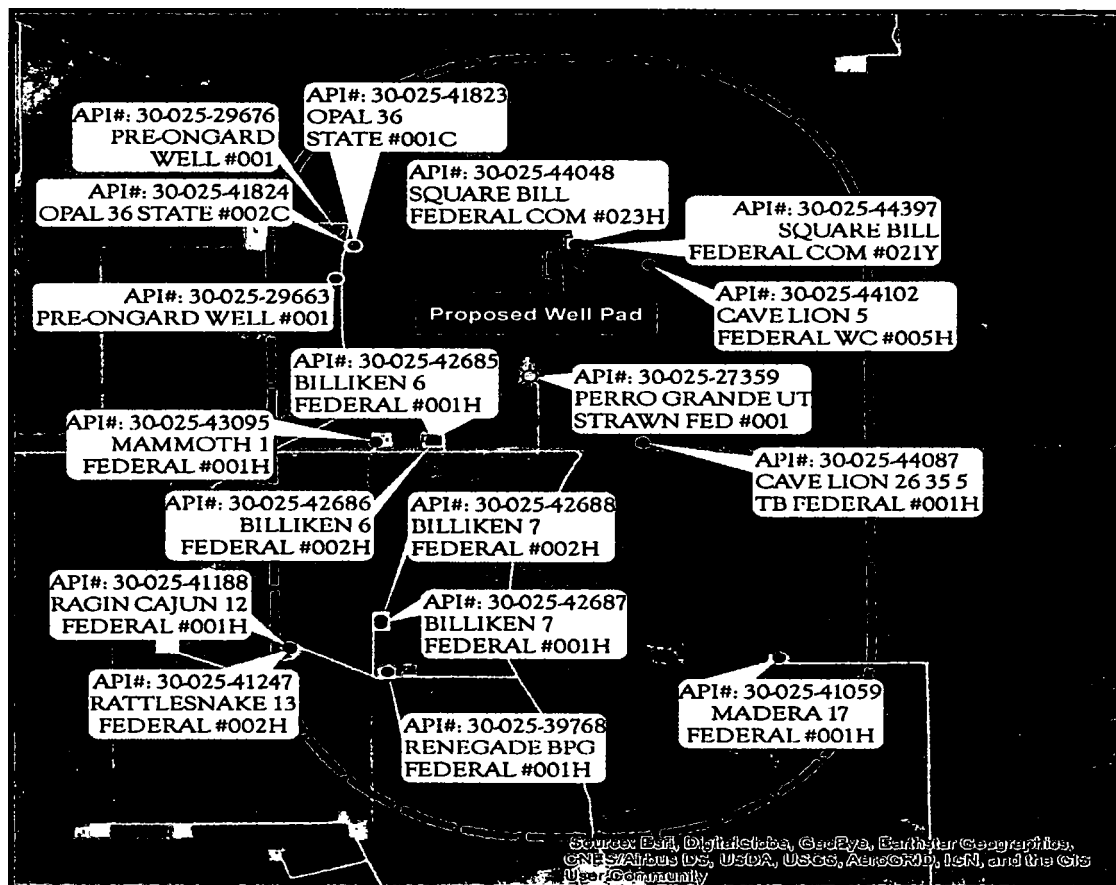 API#: 30-025-41823
OPAL 36
STATE #001C
API#: 30-025-29676
PRE-ONGARD
WELL #001
API#: 30-025-41824
OPAL 36 STATE #002C
API#: 30-025-44048
SQUARE BILL
FEDERAL COM #023H
API#: 30-025-44397
SQUARE BILL
FEDERAL COM #021Y
API#: 30-025-29663
PRE-ONGARD WELL #001
API#: 30-025-44102
CAVE LION 5
FEDERAL WC #005H
Proposed Well Pad
API#: 30-025-42685
BILLIKEN 6
FEDERAL #001H
API#: 30-025-27359
PERRO GRANDE UT
STRAWN FED #001
API#: 30-025-43095
MAMMOTH 1
FEDERAL #001H
API#: 30-025-44087
CAVE LION 26 35 5
TB FEDERAL #001H
API#: 30-025-42686
BILLIKEN 6
FEDERAL #002H
API#: 30-025-42688
BILLIKEN 7
FEDERAL #002H
API#: 30-025-41188
RAGIN CAJUN 12
FEDERAL #001H
API#: 30-025-42687
BILLIKEN 7
FEDERAL #001H
API#: 30-025-41247
RATTLESNAKE 13
FEDERAL #002H
API#: 30-025-41059
MADERA 17
FEDERAL #001H
API#: 30-025-39768
RENEGADE BPG
FEDERAL #001H
Source: Esri, DigitalGlobe, GeoEye, Earthstar Geographics,
CNES/Airbus DS, USDA, USGS, AeroGRID, IGN, and the GIS
User Community